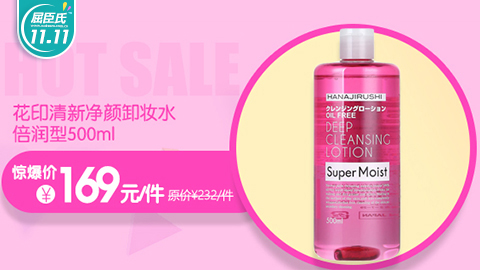 屈臣氏
11.11
HOT SALE
花印清新净颜卸妆水
倍润型500ml
惊爆价
¥169元/件 原价¥232/件
HANAJIRUSHI
クレンジングローション
OIL FREE
DEEP
CLEANSING
LOTION
Super Moist
500ml